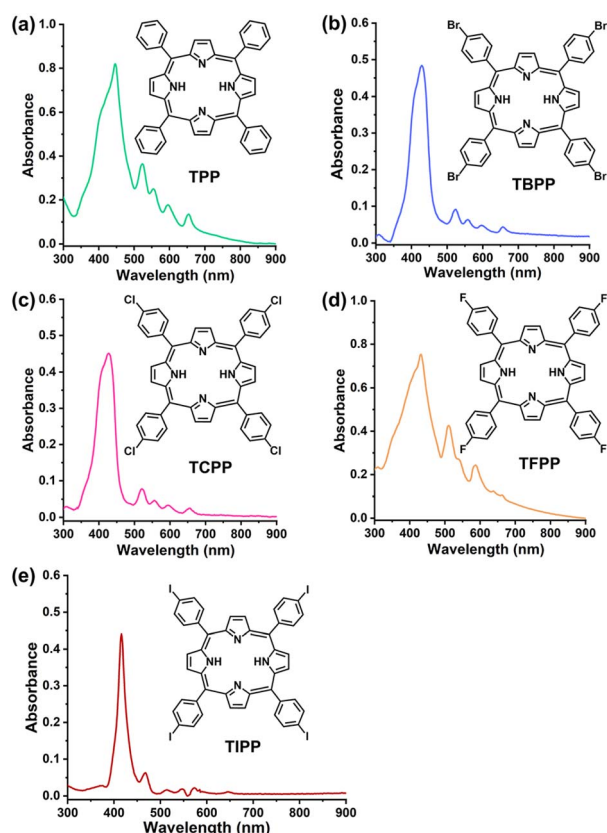 (a)
Absorbance
1.0
0.8
0.6
0.4
0.2
0.0
N
NH HN
N
TPP
300 400 500 600 700 800 900
Wavelength (nm)
(b)
Absorbance
0.6
0.5
0.4
0.3
0.2
0.1
0.0
Br Br
N
NH HN
N
Br Br
TBPP
300 400 500 600 700 800 900
Wavelength (nm)
(c)
Absorbance
0.6
0.5
0.4
0.3
0.2
0.1
0.0
Cl Cl
N
NH HN
N
Cl Cl
TCPP
300 400 500 600 700 800 900
Wavelength (nm)
(d)
Absorbance
1.0
0.8
0.6
0.4
0.2
0.0
F F
N
NH HN
N
F F
TFPP
300 400 500 600 700 800 900
Wavelength (nm)
(e)
Absorbance
0.6
0.5
0.4
0.3
0.2
0.1
0.0
I I
N
NH HN
N
I I
TIPP
300 400 500 600 700 800 900
Wavelength (nm)